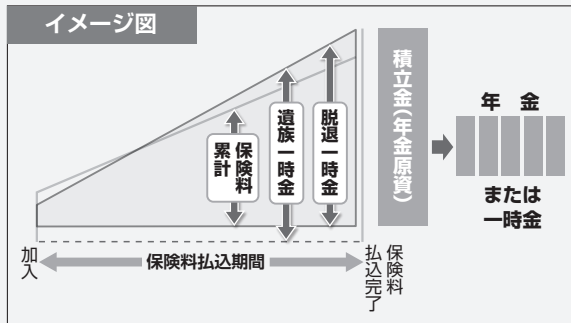 イメージ図
保険料
累計
遺族一時金
脱退一時金
積立金(年金原資)
年 金
または
一時金
加入
保険料払込期間
保険料
払込完了